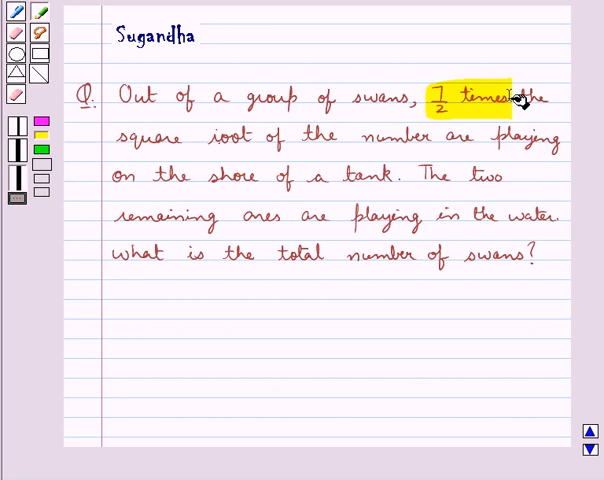 Sugandha
Q. Out of a group of swans, 7/2 times the
square root of the number are playing
on the shore of a tank. The two
remaining ones are playing in the water.
what is the total number of swans?